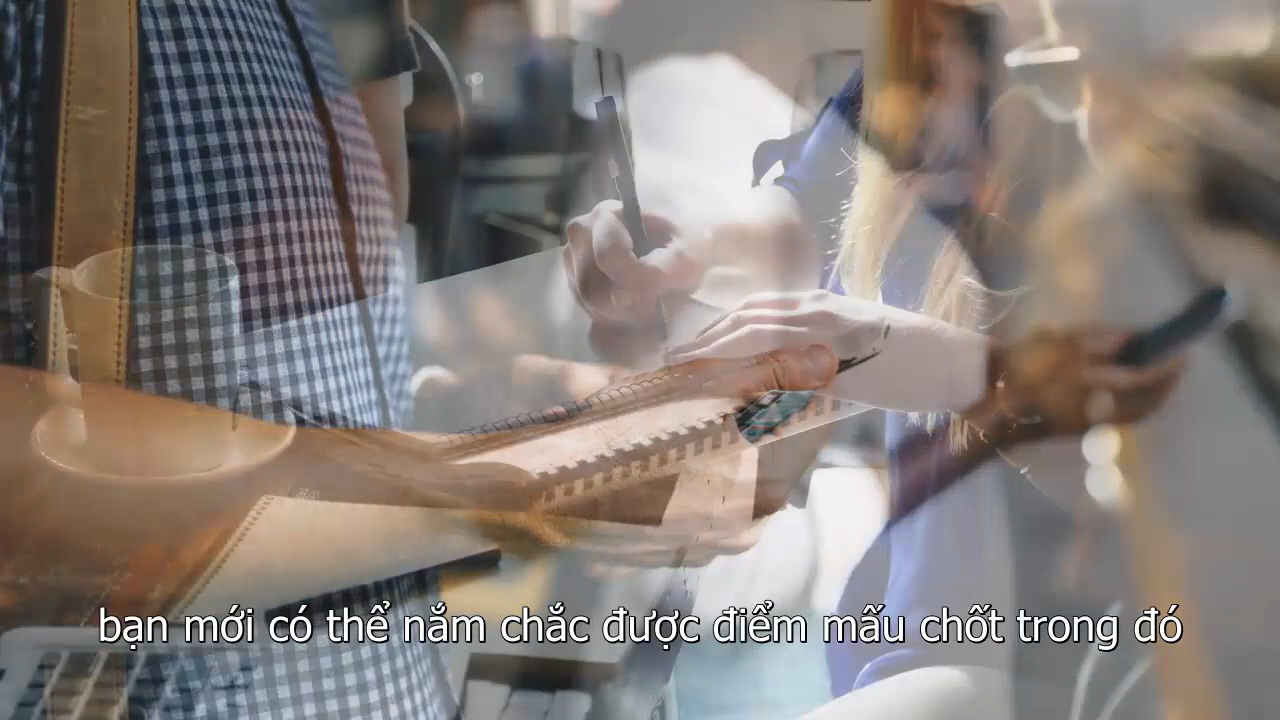 bạn mới có thể nắm chắc được điểm mấu chốt trong đó